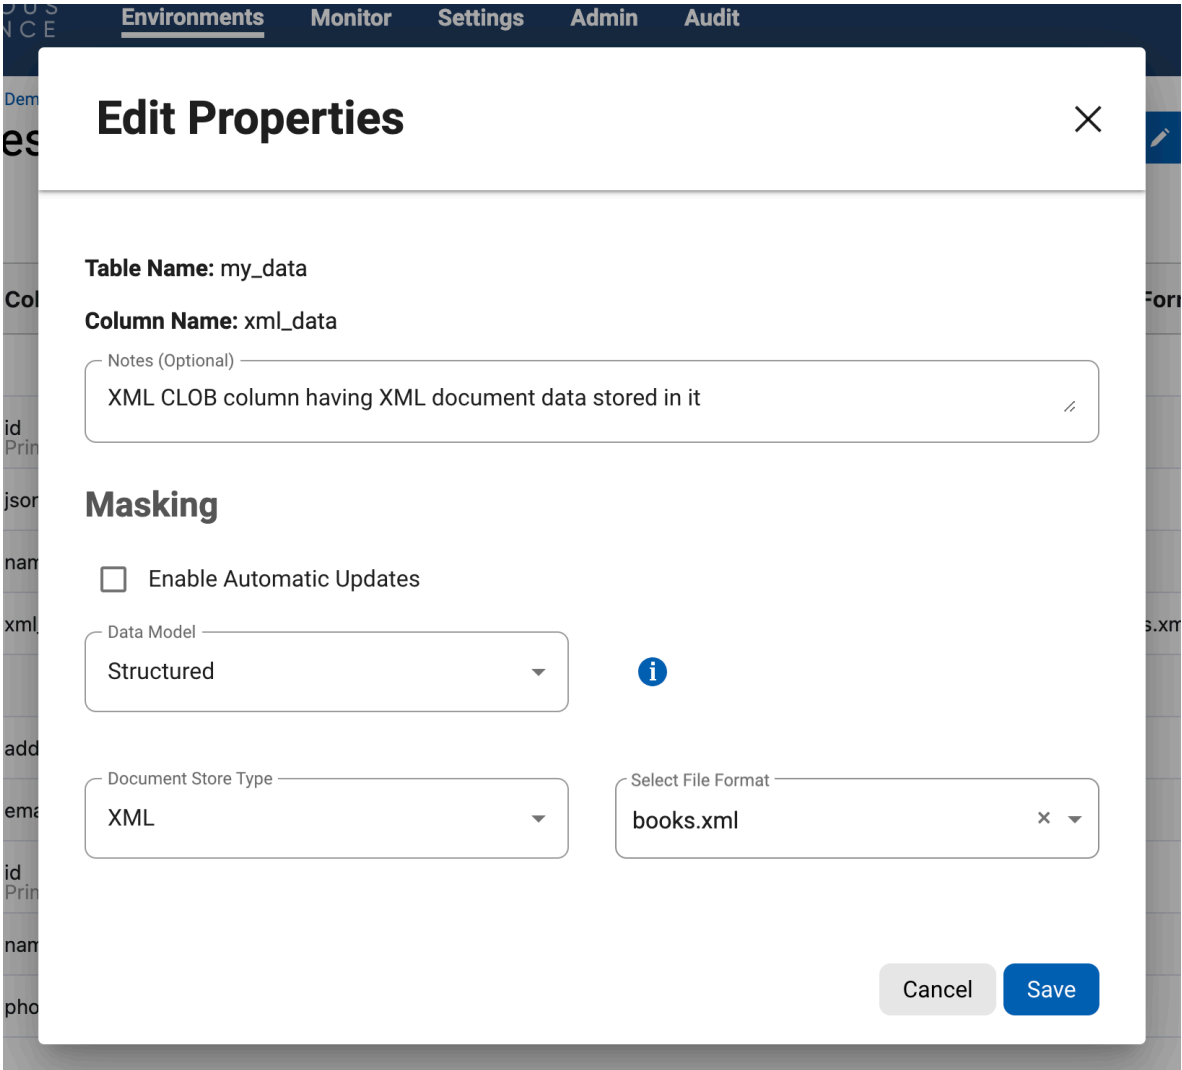 Environments Monitor Settings Admin Audit
Edit Properties
Table Name: my_data
Column Name: xml_data
Notes (Optional)
XML CLOB column having XML document data stored in it
Masking
Enable Automatic Updates
Data Model
Structured
Document Store Type
XML
Select File Format
books.xml
Cancel
Save
id